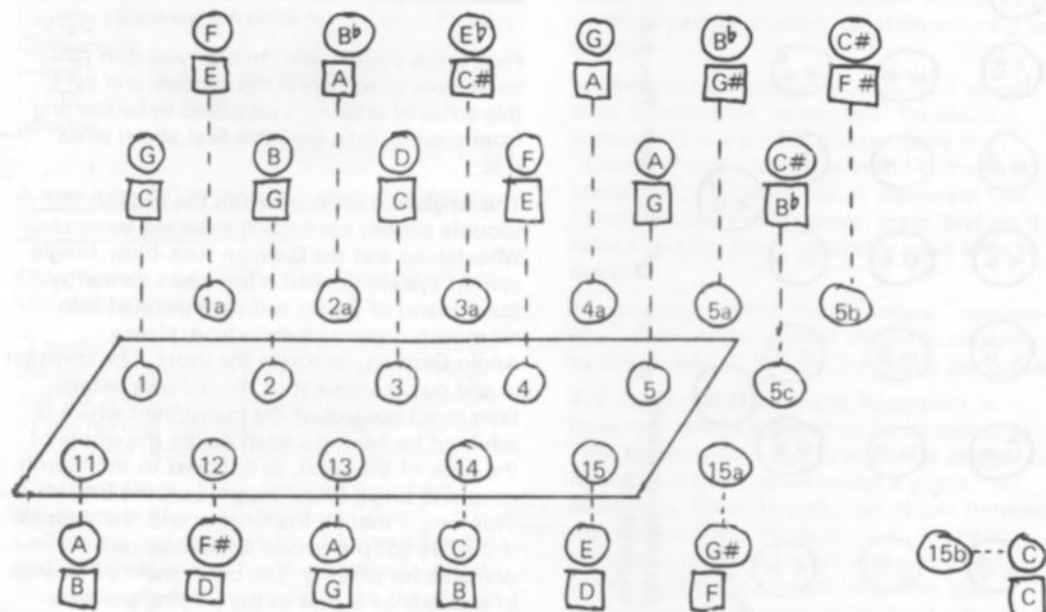 F B♭ E♭ G B♭ C#
E A C# A G# F#
G B D F A C#
C G C E G B♭
1a 2a 3a 4a 5a 5b
1 2 3 4 5 5c
11 12 13 14 15 15a
15b C
A F# A C E G# C
B D G B D F